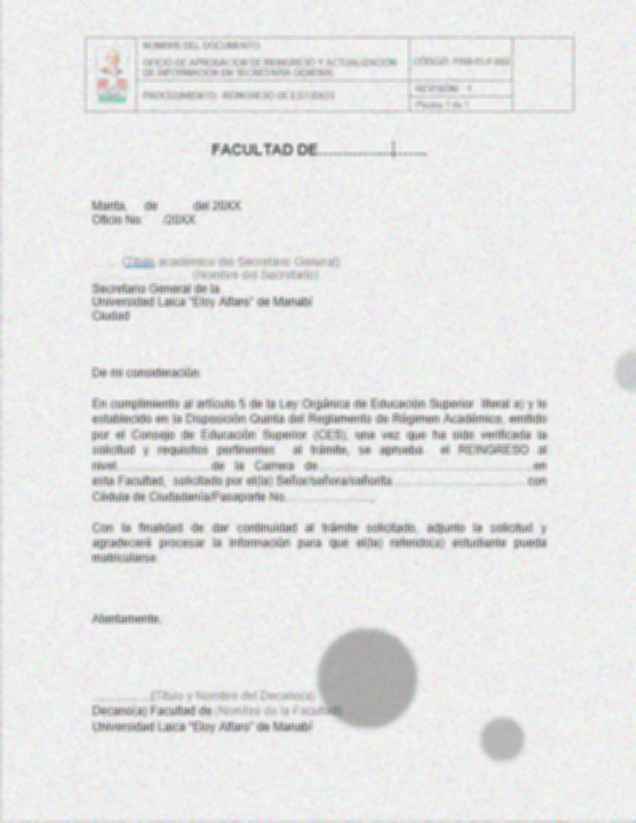 NOMBRE DEL DOCUMENTO:
OFICIO DE APROBACIÓN DE REINGRESO Y ACTUALIZACIÓN
DE INFORMACIÓN EN SECRETARÍA GENERAL
CÓDIGO:
PROCEDIMIENTO: REINGRESO DE ESTUDIOS
REVISIÓN: 1
Página 1 de 1
FACULTAD DE........................
Manta, de del 20XX
Oficio No. /20XX
(Título académico del Secretario General)
(Nombre del Secretario)
Secretario General de la
Universidad Laica "Eloy Alfaro" de Manabí
Ciudad
De mi consideración:
En cumplimiento al artículo 5 de la Ley Orgánica de Educación Superior literal a) y lo
establecido en la Disposición Quinta del Reglamento de Régimen Académico, emitido
por el Consejo de Educación Superior (CES), una vez que ha sido verificada la
solicitud y requisitos pertinentes al trámite, se aprueba el REINGRESO al
nivel........................ de la Carrera de........................................................ en
esta Facultad, solicitado por el(la) Señor/señora/señorita................................... con
Cédula de Ciudadanía/Pasaporte No........................
Con la finalidad de dar continuidad al trámite solicitado, adjunto la solicitud y
agradeceré procesar la información para que el(la) referido(a) estudiante pueda
matricularse.
Atentamente,
................(Título y Nombre del Decano(a)
Decano(a) Facultad de (Nombre de la Facultad)
Universidad Laica "Eloy Alfaro" de Manabí